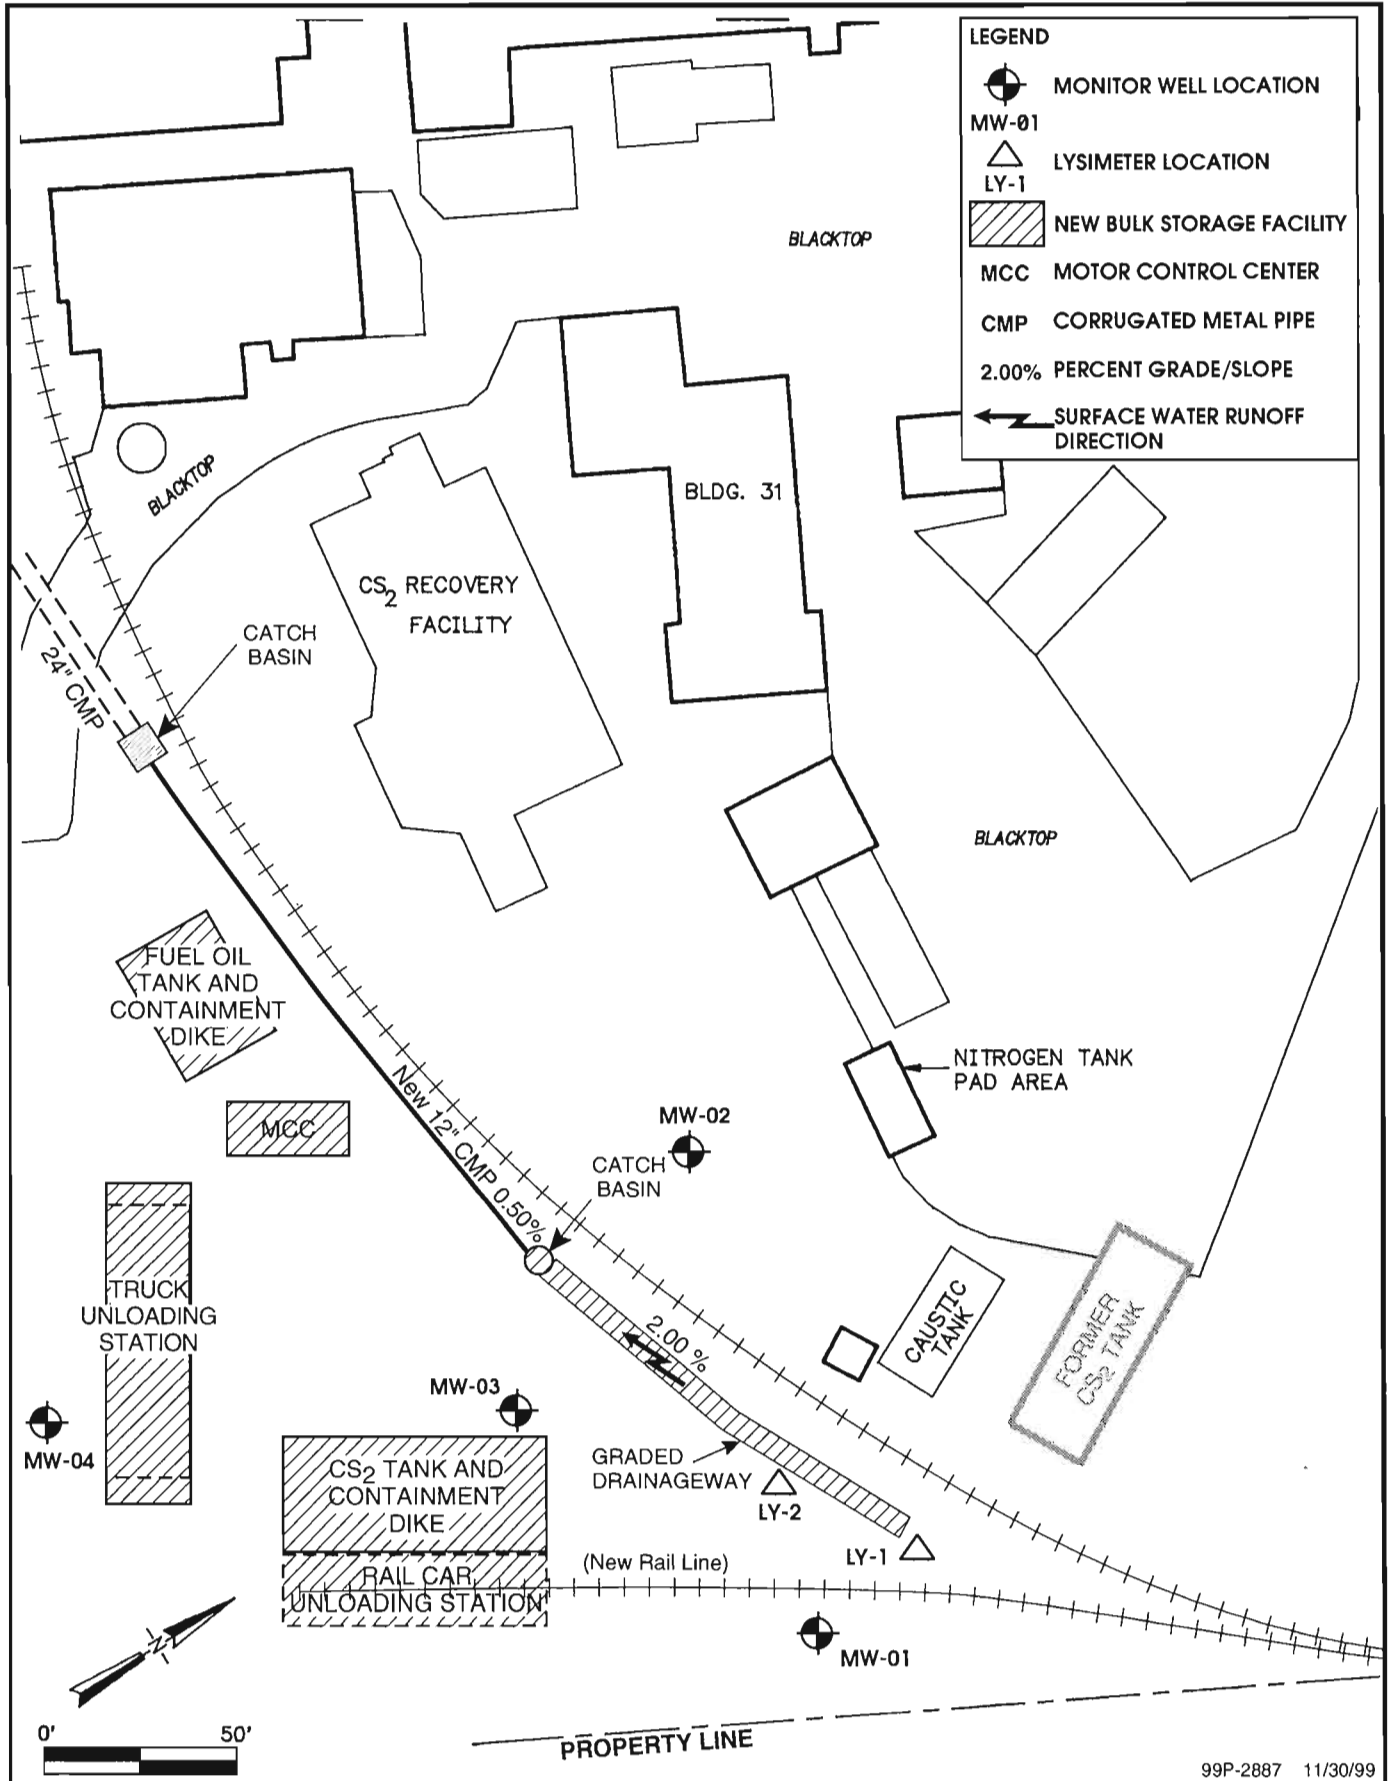 LEGEND
MONITOR WELL LOCATION
MW-01
LYSIMETER LOCATION
LY-1
NEW BULK STORAGE FACILITY
MCC MOTOR CONTROL CENTER
CMP CORRUGATED METAL PIPE
2.00% PERCENT GRADE/SLOPE
SURFACE WATER RUNOFF
DIRECTION
BLACKTOP
BLACKTOP
BLDG. 31
CS2 RECOVERY
FACILITY
CATCH
BASIN
24" CMP
BLACKTOP
FUEL OIL
TANK AND
CONTAINMENT
DIKE
NITROGEN TANK
PAD AREA
MCC
New 12" CMP 0.50%
MW-02
CATCH
BASIN
TRUCK
UNLOADING
STATION
2.00 %
CAUSTIC
TANK
FORMER
CS2 TANK
MW-03
MW-04
GRADED
DRAINAGEWAY
CS2 TANK AND
CONTAINMENT
DIKE
LY-2
LY-1
(New Rail Line)
RAIL CAR
UNLOADING STATION
MW-01
N
0' 50'
PROPERTY LINE
99P-2887 11/30/99